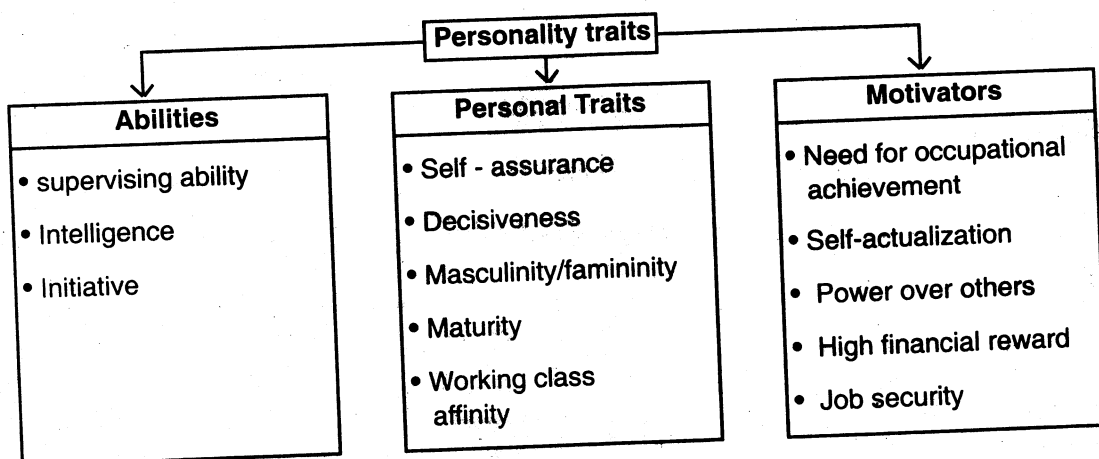 Personality traits
Abilities
• supervising ability
• Intelligence
• Initiative
Personal Traits
• Self - assurance
• Decisiveness
• Masculinity/famininity
• Maturity
• Working class
affinity
Motivators
• Need for occupational
achievement
• Self-actualization
• Power over others
• High financial reward
• Job security